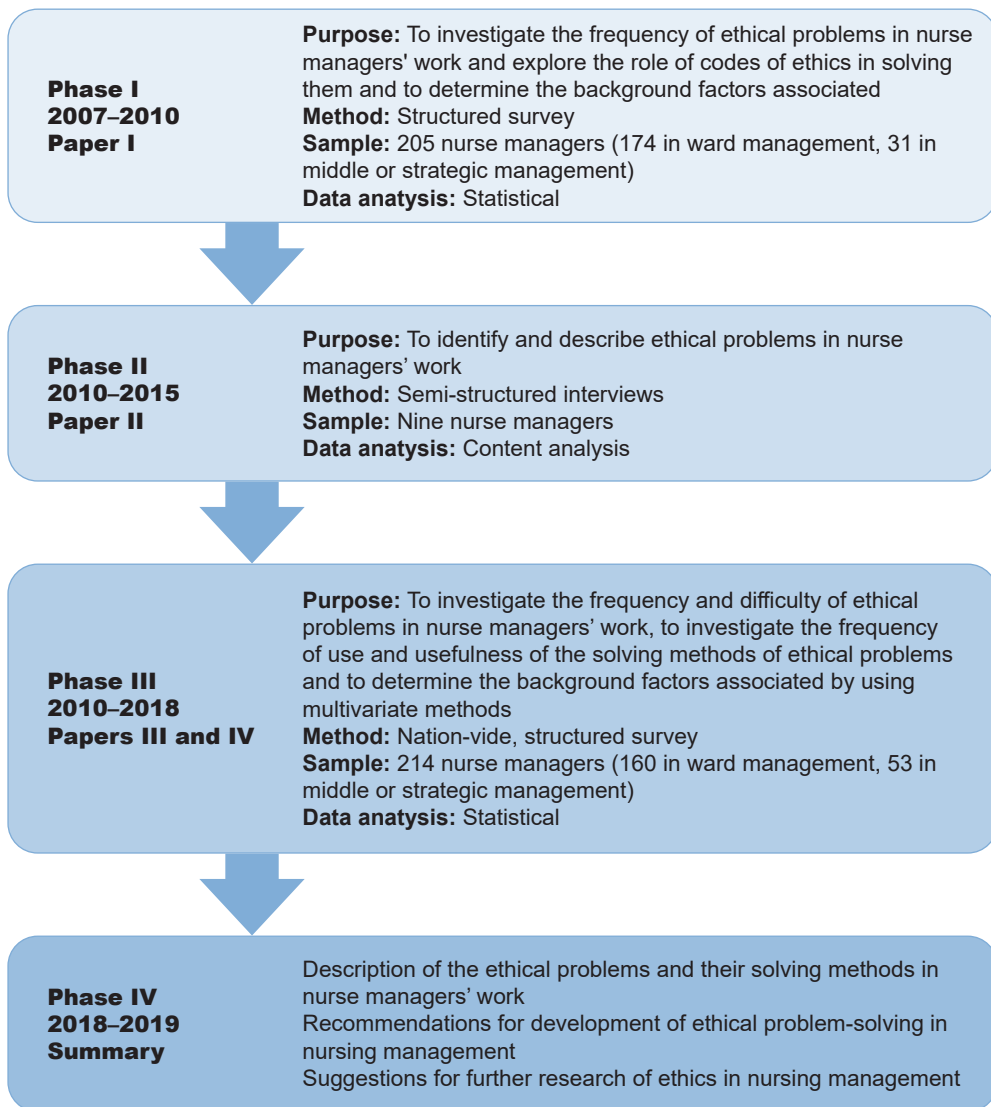 Phase I
2007–2010
Paper I
Purpose: To investigate the frequency of ethical problems in nurse
managers' work and explore the role of codes of ethics in solving
them and to determine the background factors associated
Method: Structured survey
Sample: 205 nurse managers (174 in ward management, 31 in
middle or strategic management)
Data anatysis: Statistical
Phase II
2010–2015
Paper II
Purpose: To identify and describe ethical problems in nurse
managers’ work
Method: Semi-structured interviews
Sample: Nine nurse managers
Data anatysis: Content analysis
Phase III
2010–2018
Papers III and IV
Purpose: To investigate the frequency and difficulty of ethical
problems in nurse managers’ work, to investigate the frequency
of use and usefulness of the solving methods of ethical problems
and to determine the background factors associated by using
multivariate methods
Method: Nation-vide, structured survey
Sample: 214 nurse managers (160 in ward management, 53 in
middle or strategic management)
Data anatysis: Statistical
Phase IV
2018–2019
Summary
Description of the ethical problems and their solving methods in
nurse managers’ work
Recommendations for development of ethical problem-solving in
nursing management
Suggestions for further research of ethics in nursing management